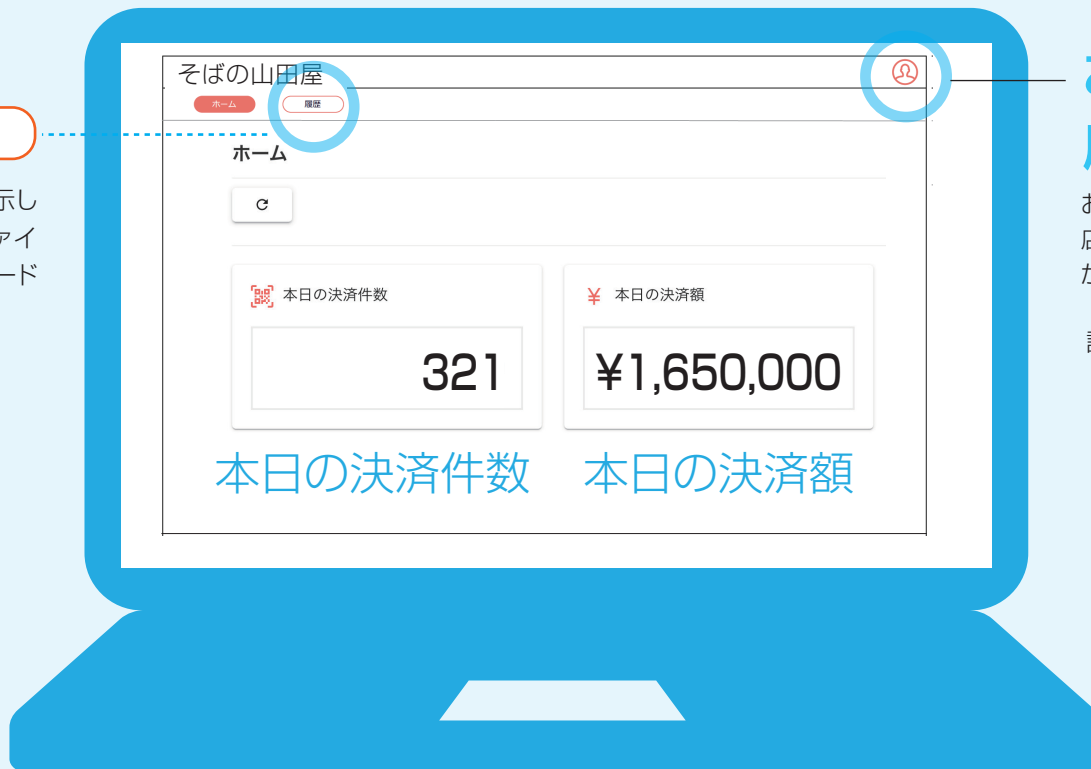 そばの山田屋
ホーム
履歴
ホーム
本日の決済件数
¥ 本日の決済額
321
¥1,650,000
本日の決済件数
本日の決済額
示し
ァイ
ード
お
店